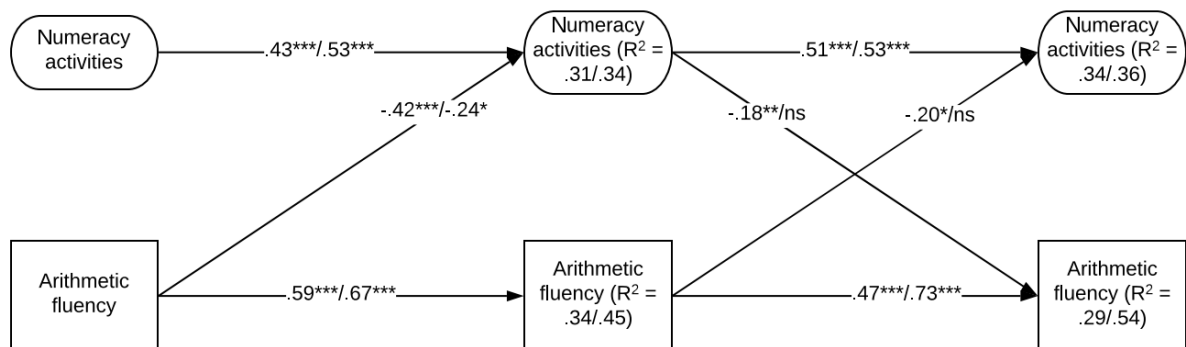 Numeracy
activities
.43***/.53***
Numeracy
activities (R² =
.31/.34)
.51***/.53***
Numeracy
activities (R² =
.34/.36)
-.42***/-.24*
-.18**/ns
-.20*/ns
Arithmetic
fluency
.59***/.67***
Arithmetic
fluency (R² =
.34/.45)
.47***/.73***
Arithmetic
fluency (R² =
.29/.54)